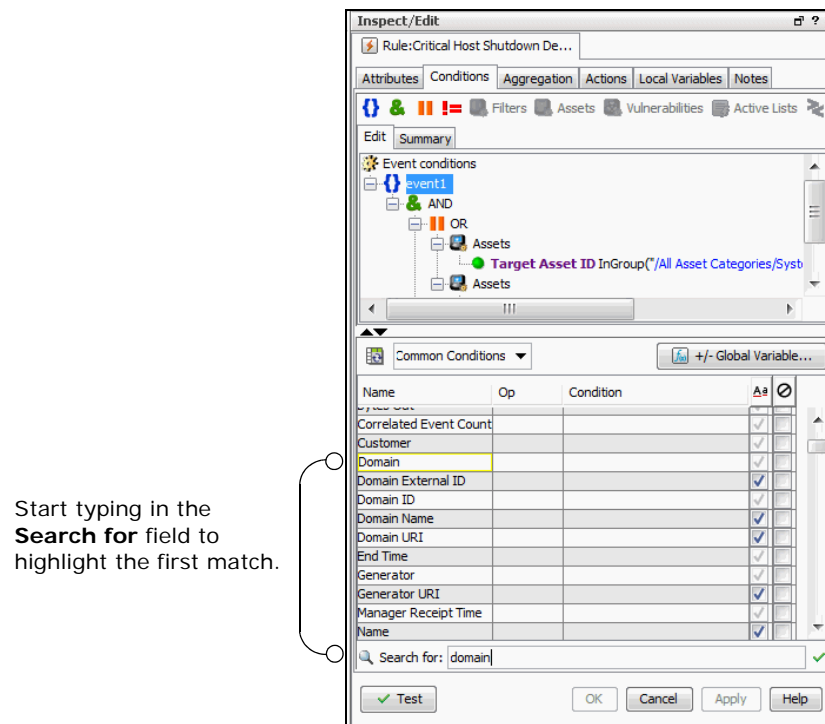 Inspect/Edit
Rule:Critical Host Shutdown De...
Attributes Conditions Aggregation Actions Local Variables Notes
Filters Assets Vulnerabilities Active Lists
Edit Summary
Event conditions
event1
AND
OR
Assets
Target Asset ID InGroup("/All Asset Categories/Syst
Assets
Common Conditions +/- Global Variable...
Name Op Condition Aa
Bytes Out
Correlated Event Count
Customer
Domain
Domain External ID
Domain ID
Domain Name
Domain URI
End Time
Generator
Generator URI
Manager Receipt Time
Name
Search for: domain
Test OK Cancel Apply Help
Start typing in the
Search for field to
highlight the first match.